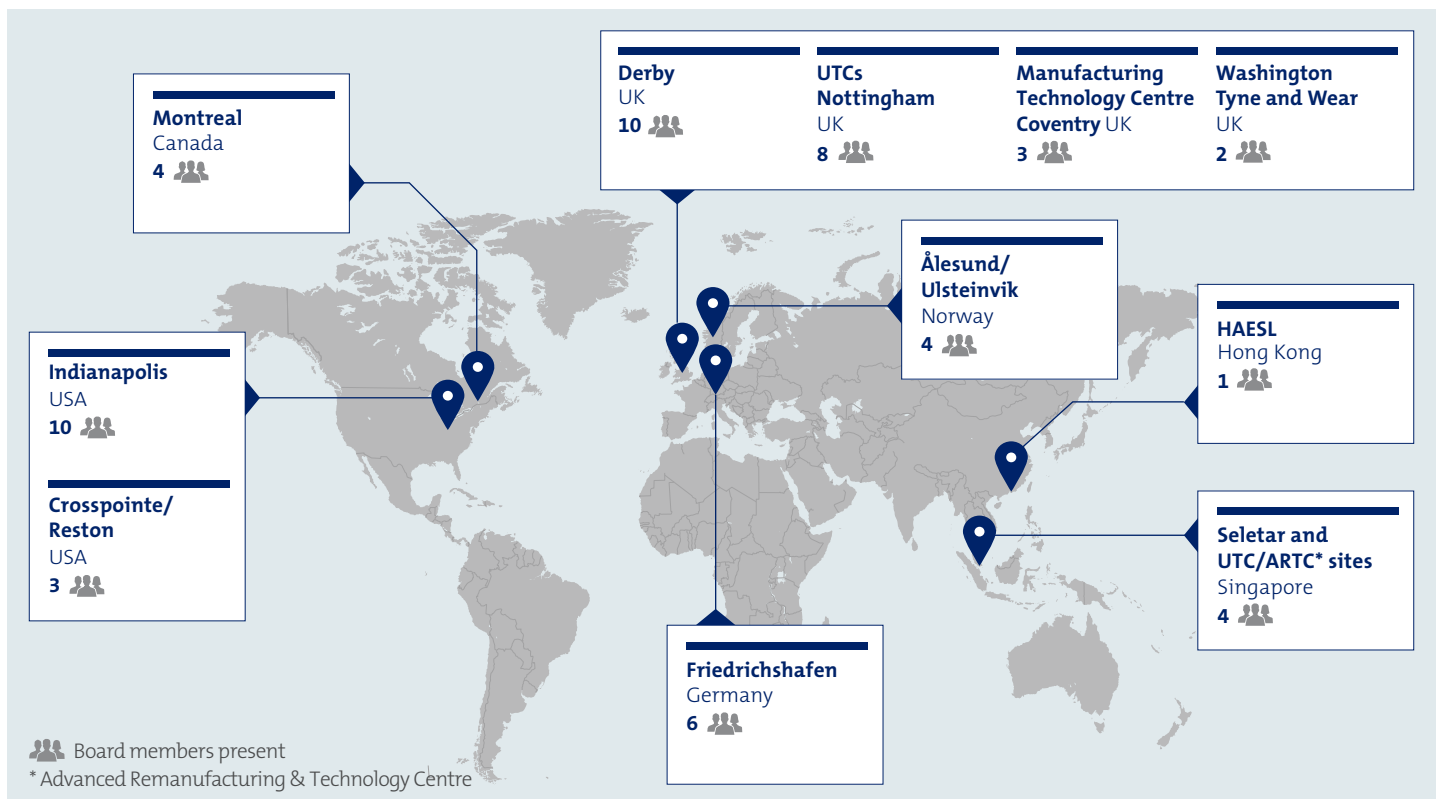 Montreal
Canada
4
Derby
UK
10
UTCs
Nottingham
UK
8
Manufacturing
Technology Centre
Coventry UK
3
Washington
Tyne and Wear
UK
2
Ålesund/
Ulsteinvik
Norway
4
HAESL
Hong Kong
1
Indianapolis
USA
10
Crosspointe/
Reston
USA
3
Seletar and
UTC/ARTC* sites
Singapore
4
Friedrichshafen
Germany
6
Board members present
* Advanced Remanufacturing & Technology Centre